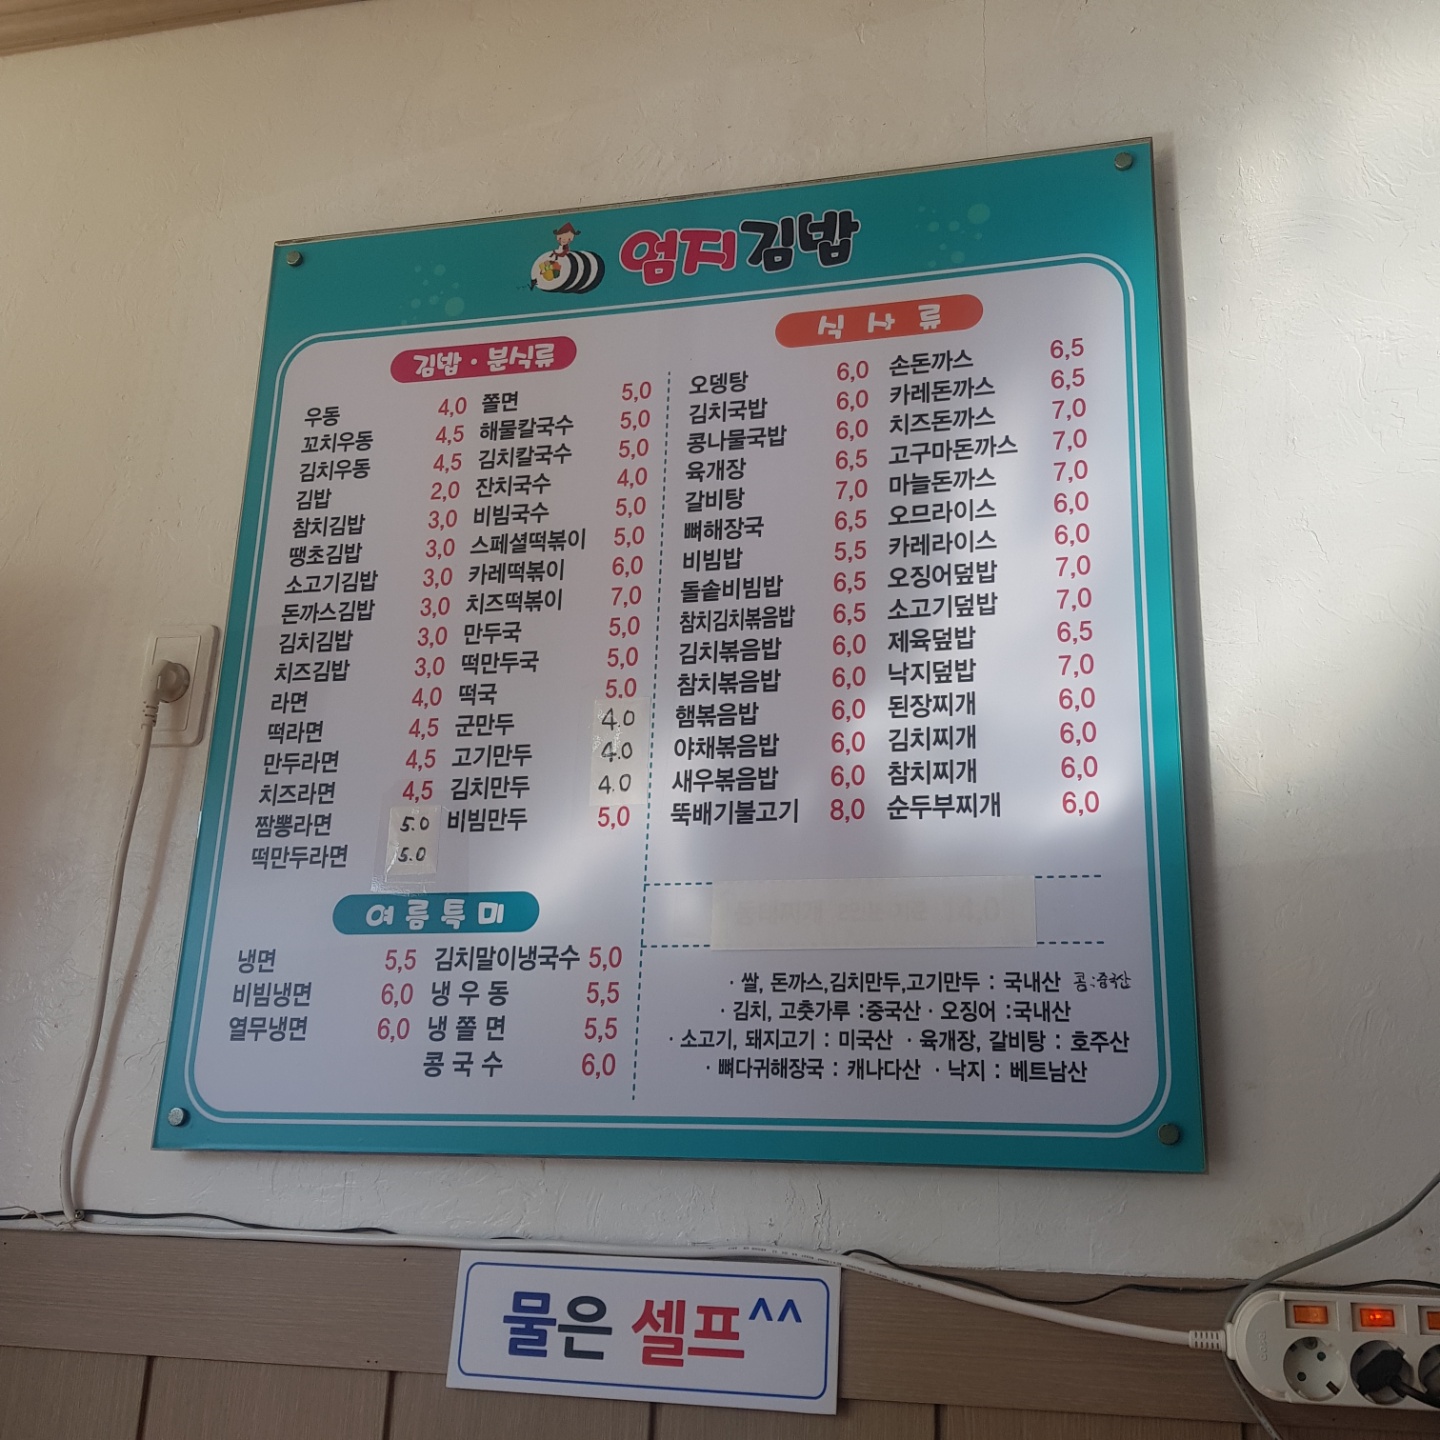 엄지김밥
김밥·분식류
우동 4,0 쫄면 5,0
꼬치우동 4,5 해물칼국수 5,0
김치우동 4,5 김치칼국수 5,0
김밥 2,0 잔치국수 4,0
참치김밥 3,0 비빔국수 5,0
땡초김밥 3,0 스페셜떡볶이 5,0
소고기김밥 3,0 카레떡볶이 6,0
돈까스김밥 3,0 치즈떡볶이 7,0
김치김밥 3,0 만두국 5,0
치즈김밥 3,0 떡만두국 5,0
라면 4,0 떡국 5,0
떡라면 4,5 군만두 4.0
만두라면 4,5 고기만두 4.0
치즈라면 4,5 김치만두 4.0
짬뽕라면 5.0 비빔만두 5,0
떡만두라면 5.0
여름특미
냉면 5,5 김치말이냉국수 5,0
비빔냉면 6,0 냉우동 5,5
열무냉면 6,0 냉쫄면 5,5
콩국수 6,0
식사류
오뎅탕 6,0 손돈까스 6,5
김치국밥 6,0 카레돈까스 6,5
콩나물국밥 6,0 치즈돈까스 7,0
육개장 6,5 고구마돈까스 7,0
갈비탕 7,0 마늘돈까스 7,0
뼈해장국 6,5 오므라이스 6,0
비빔밥 5,5 카레라이스 6,0
돌솥비빔밥 6,5 오징어덮밥 7,0
참치김치볶음밥 6,5 소고기덮밥 7,0
김치볶음밥 6,0 제육덮밥 6,5
참치볶음밥 6,0 낙지덮밥 7,0
햄볶음밥 6,0 된장찌개 6,0
야채볶음밥 6,0 김치찌개 6,0
새우볶음밥 6,0 참치찌개 6,0
뚝배기불고기 8,0 순두부찌개 6,0
· 쌀, 돈까스,김치만두,고기만두 : 국내산 콩:중국산
· 김치, 고춧가루 :중국산 · 오징어 :국내산
· 소고기, 돼지고기 : 미국산 · 육개장, 갈비탕 : 호주산
· 뼈다귀해장국 : 캐나다산 · 낙지 : 베트남산
물은 셀프^^